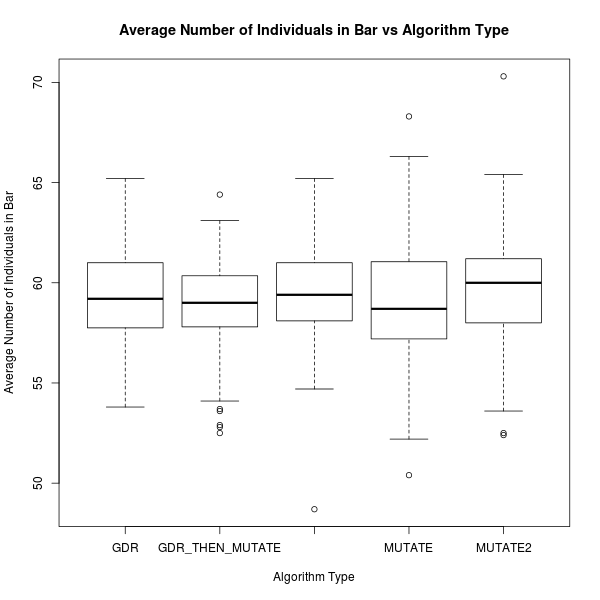 Average Number of Individuals in Bar vs Algorithm Type
Average Number of Individuals in Bar
70
65
60
55
50
GDR GDR_THEN_MUTATE MUTATE MUTATE2
Algorithm Type